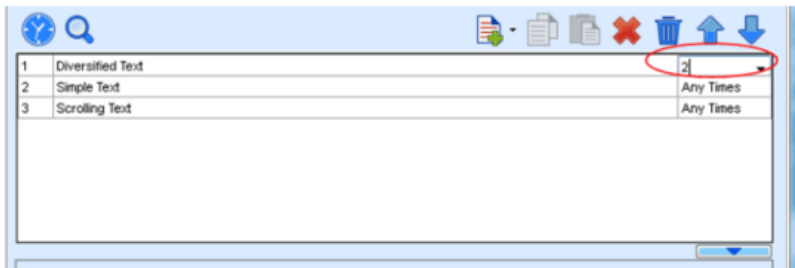 1 Diversified Text 2
2 Simple Text Any Times
3 Scrolling Text Any Times